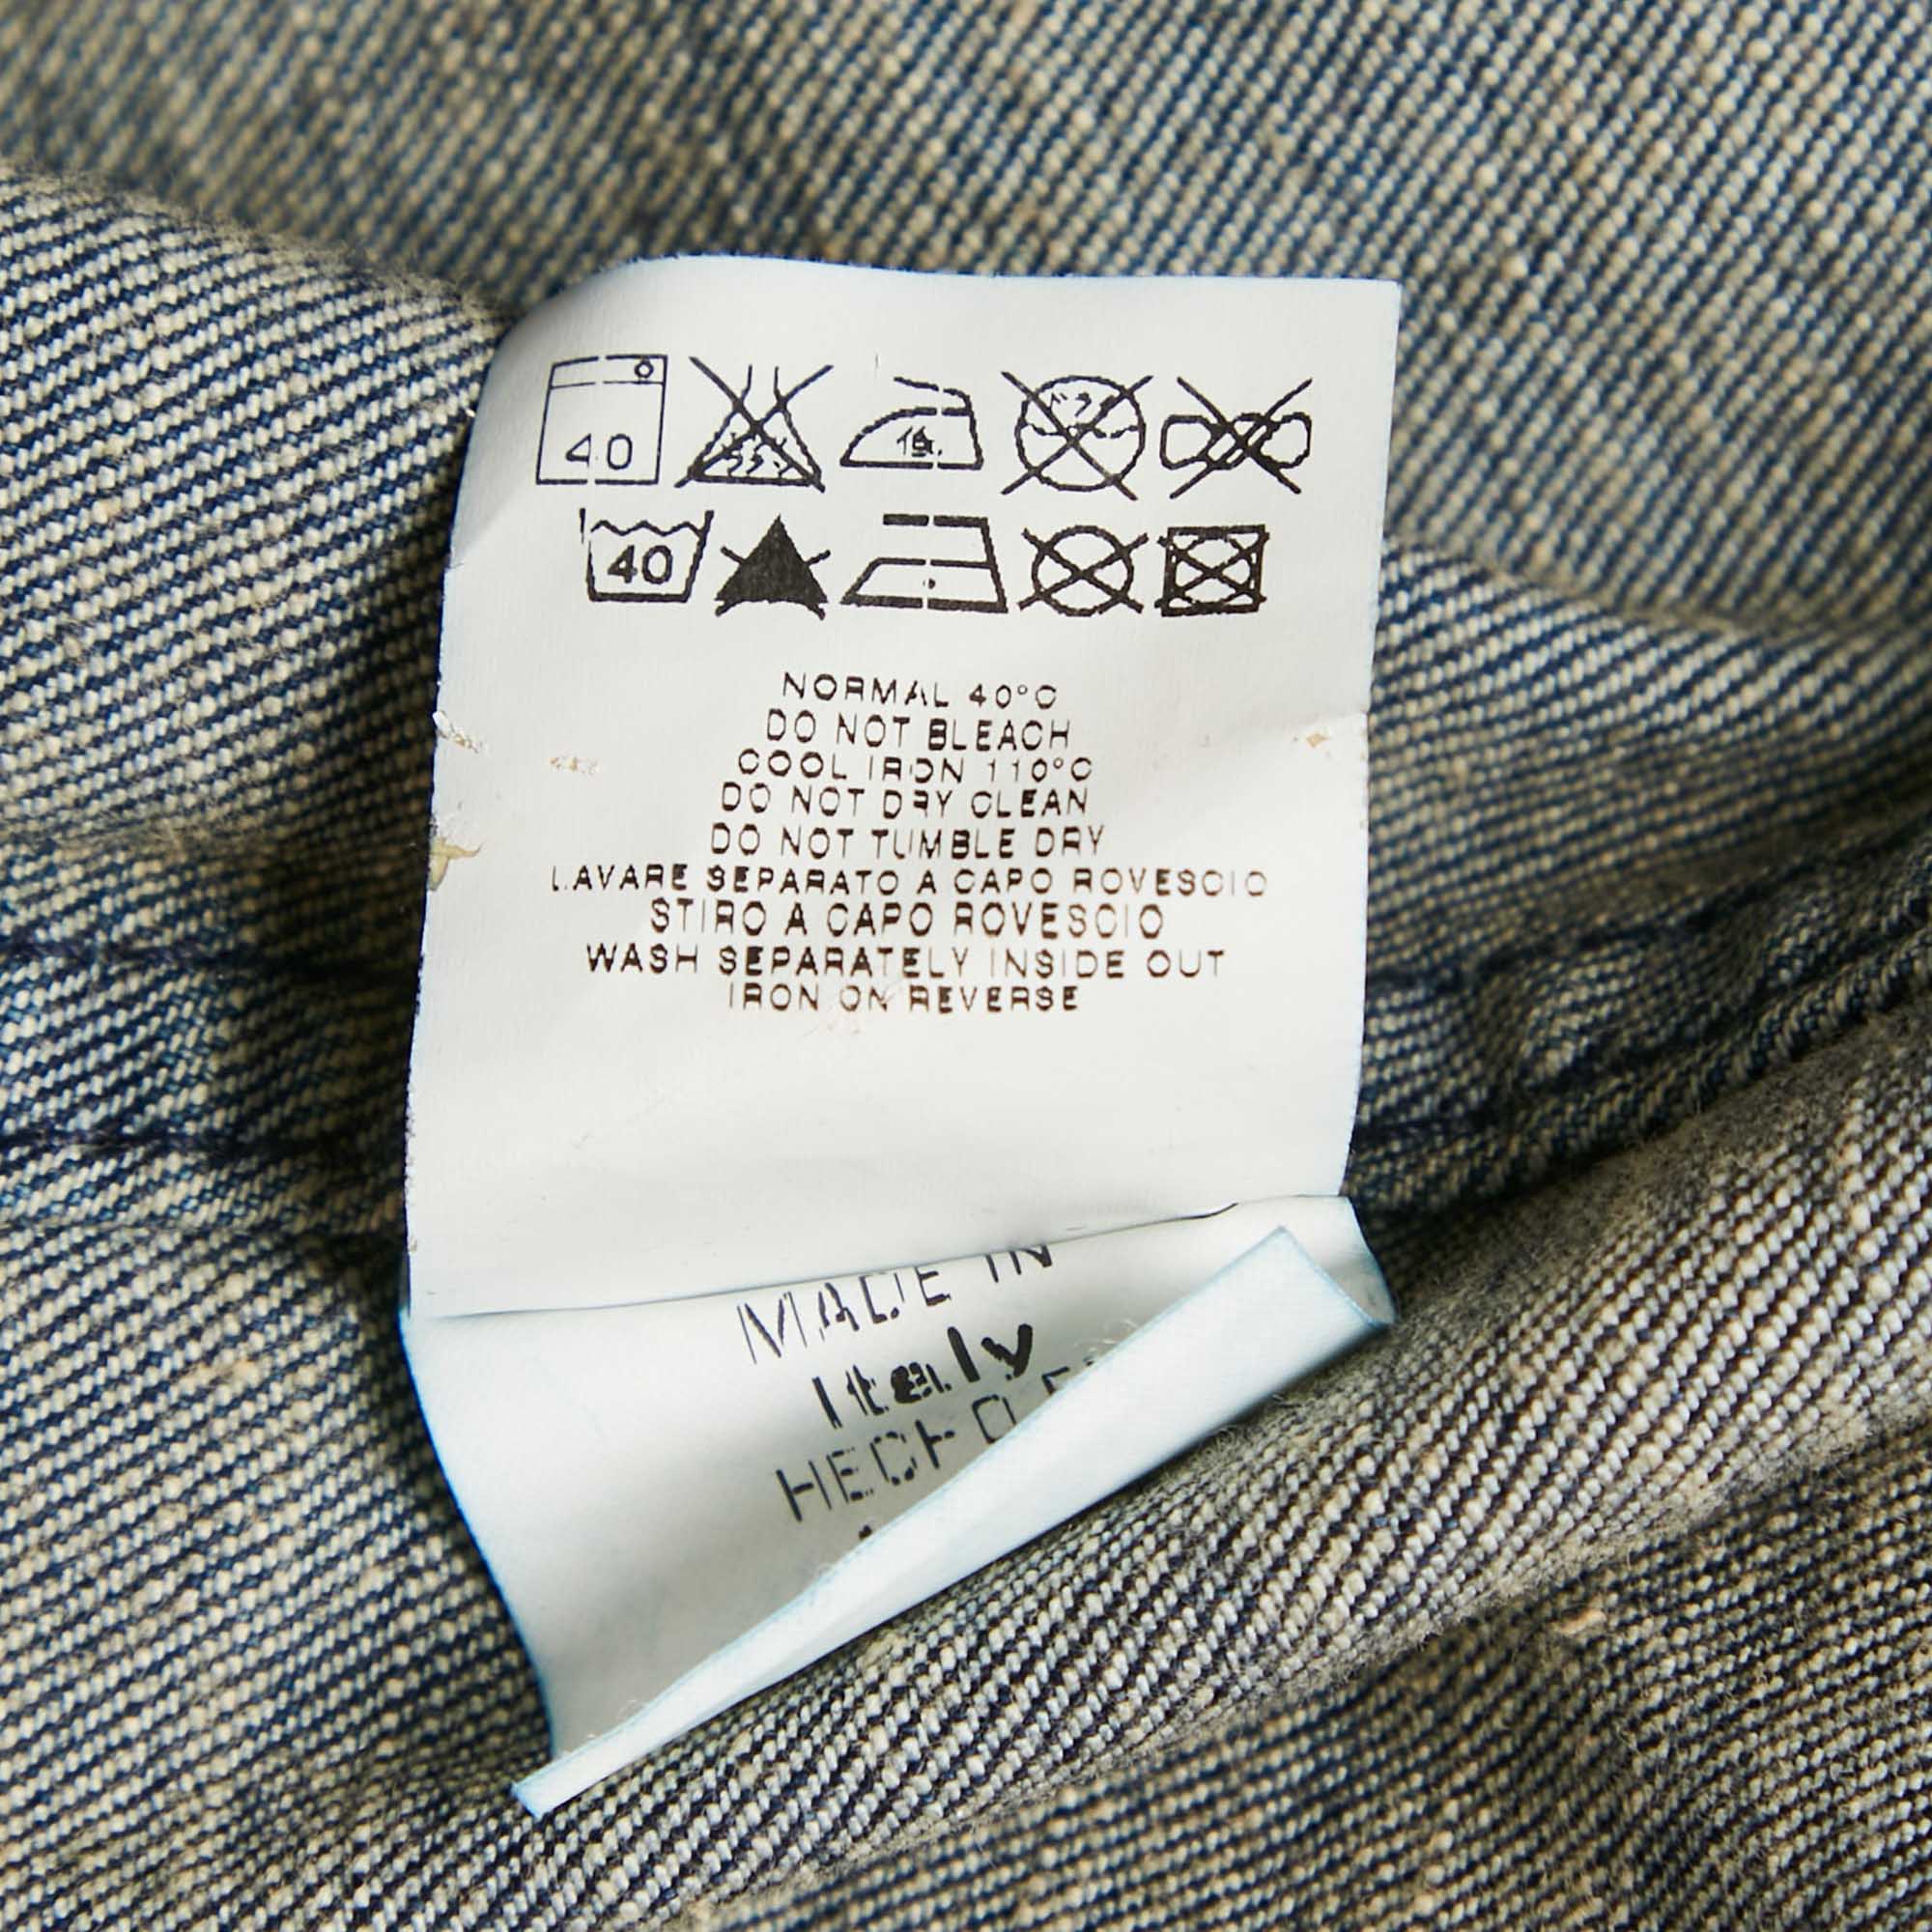 40
低
40
NORMAL 40°C
DO NOT BLEACH
COOL IRON 110°C
DO NOT DRY CLEAN
DO NOT TUMBLE DRY
LAVARE SEPARATO A CAPO ROVESCIO
STIRO A CAPO ROVESCIO
WASH SEPARATELY INSIDE OUT
IRON ON REVERSE
MADE IN
Italy